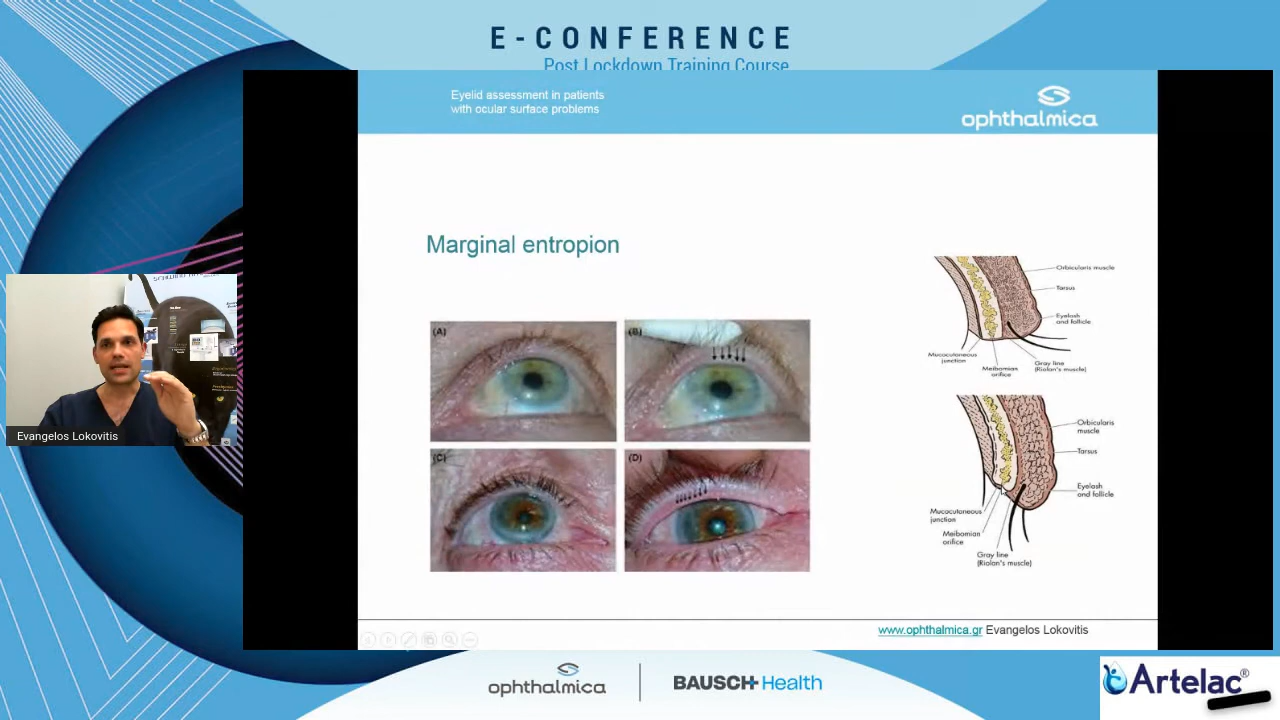 E-CONFERENCE
Post Lockdown Training Course
Eyelid assessment in patients
with ocular surface problems
ophthalmica
Marginal entropion
(A)
(B)
(C)
(D)
Orbicularis muscle
Tarsus
Eyelash
and follicle
Mucocutaneous
junction
Meibomian
orifice
Gray line
(Riolan's muscle)
Orbicularis
muscle
Tarsus
Eyelash
and follicle
Mucocutaneous
junction
Meibomian
orifice
Gray line
(Riolan's muscle)
Evangelos Lokovitis
www.ophthalmica.gr Evangelos Lokovitis
ophthalmica
BAUSCH+Health
Artelac®